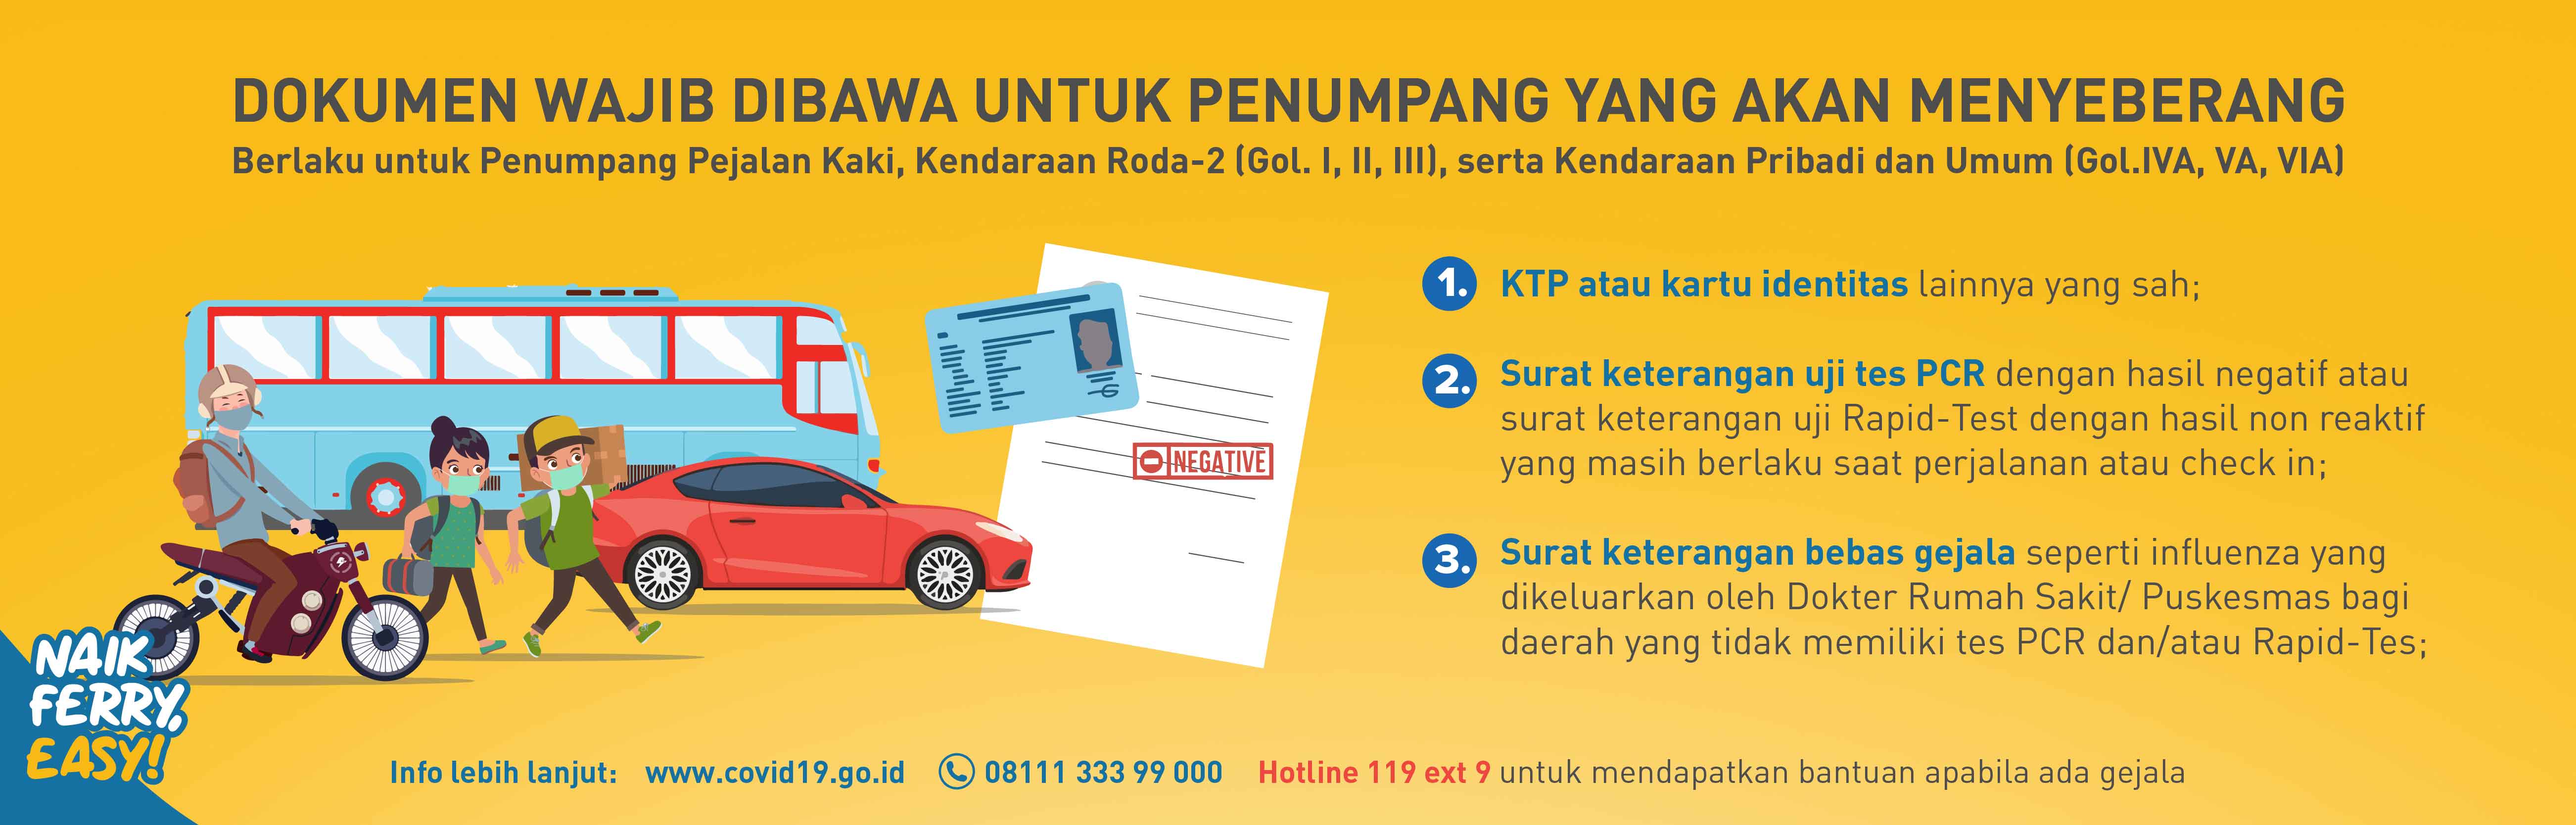 DOKUMEN WAJIB DIBAWA UNTUK PENUMPANG YANG AKAN MENYEBERANG
Berlaku untuk Penumpang Pejalan Kaki, Kendaraan Roda-2 (Gol. I, II, III), serta Kendaraan Pribadi dan Umum (Gol.IVA, VA, VIA)
NEGATIVE
1. KTP atau kartu identitas lainnya yang sah;
2. Surat keterangan uji tes PCR dengan hasil negatif atau
surat keterangan uji Rapid-Test dengan hasil non reaktif
yang masih berlaku saat perjalanan atau check in;
3. Surat keterangan bebas gejala seperti influenza yang
dikeluarkan oleh Dokter Rumah Sakit/ Puskesmas bagi
daerah yang tidak memiliki tes PCR dan/atau Rapid-Tes;
NAIK
FERRY,
EASY!
Info lebih lanjut: www.covid19.go.id 08111 333 99 000 Hotline 119 ext 9 untuk mendapatkan bantuan apabila ada gejala